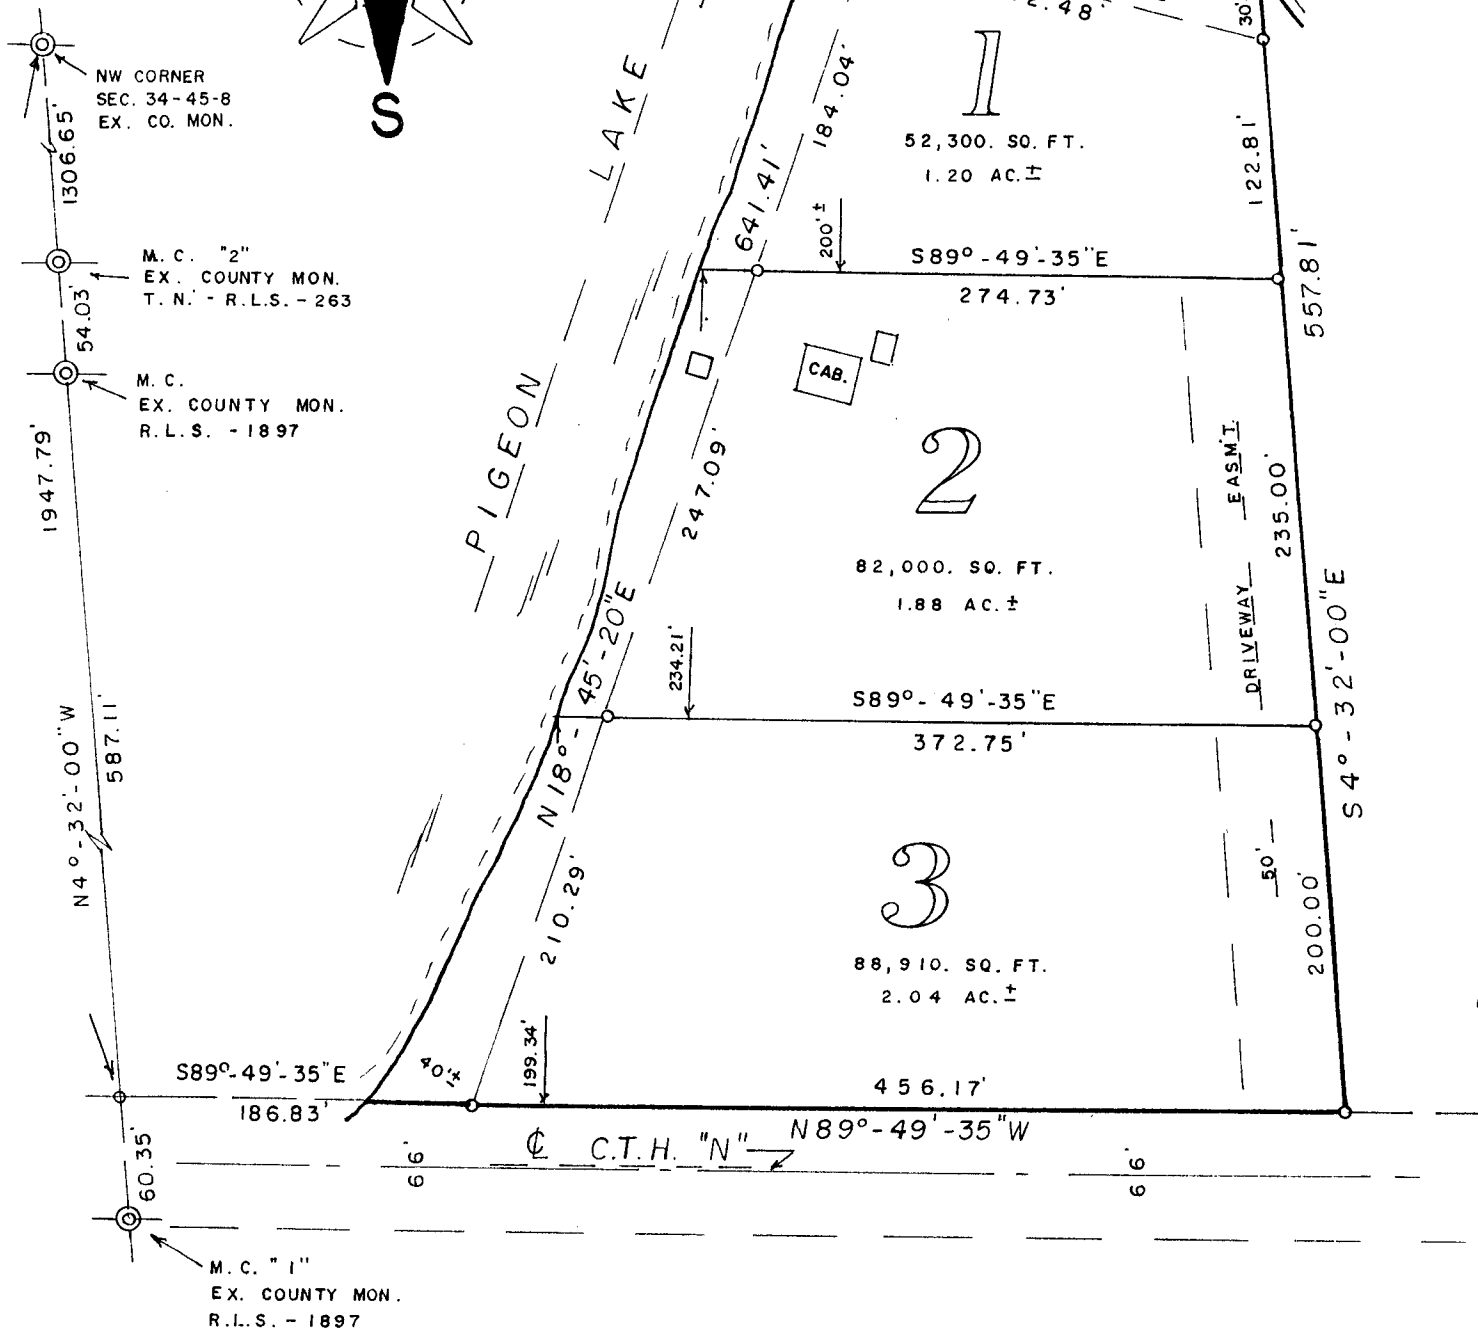 S
NW CORNER
SEC. 34-45-8
EX. CO. MON.
1306.65'
M.C. "2"
EX. COUNTY MON.
T.N. - R.L.S. - 263
54.03'
M.C.
EX. COUNTY MON.
R.L.S. - 1897
1947.79'
587.11'
N4°-32'-00"W
60.35'
M.C. "1"
EX. COUNTY MON.
R.L.S. - 1897
PIGEON LAKE
30'
1
52,300. SQ. FT.
1.20 AC.±
184.04'
641.41'
200'±
122.81'
557.81'
S89°-49'-35"E
274.73'
CAB.
2
82,000. SQ. FT.
1.88 AC.±
247.09'
N18°-45'-20"E
234.21'
DRIVEWAY EASM'T.
235.00'
S4°-32'-00"E
S89°-49'-35"E
372.75'
3
88,910. SQ. FT.
2.04 AC.±
210.29'
50'
200.00'
199.34'
40'±
S89°-49'-35"E
186.83'
456.17'
N89°-49'-35"W
℄ C.T.H. "N"
66'
66'